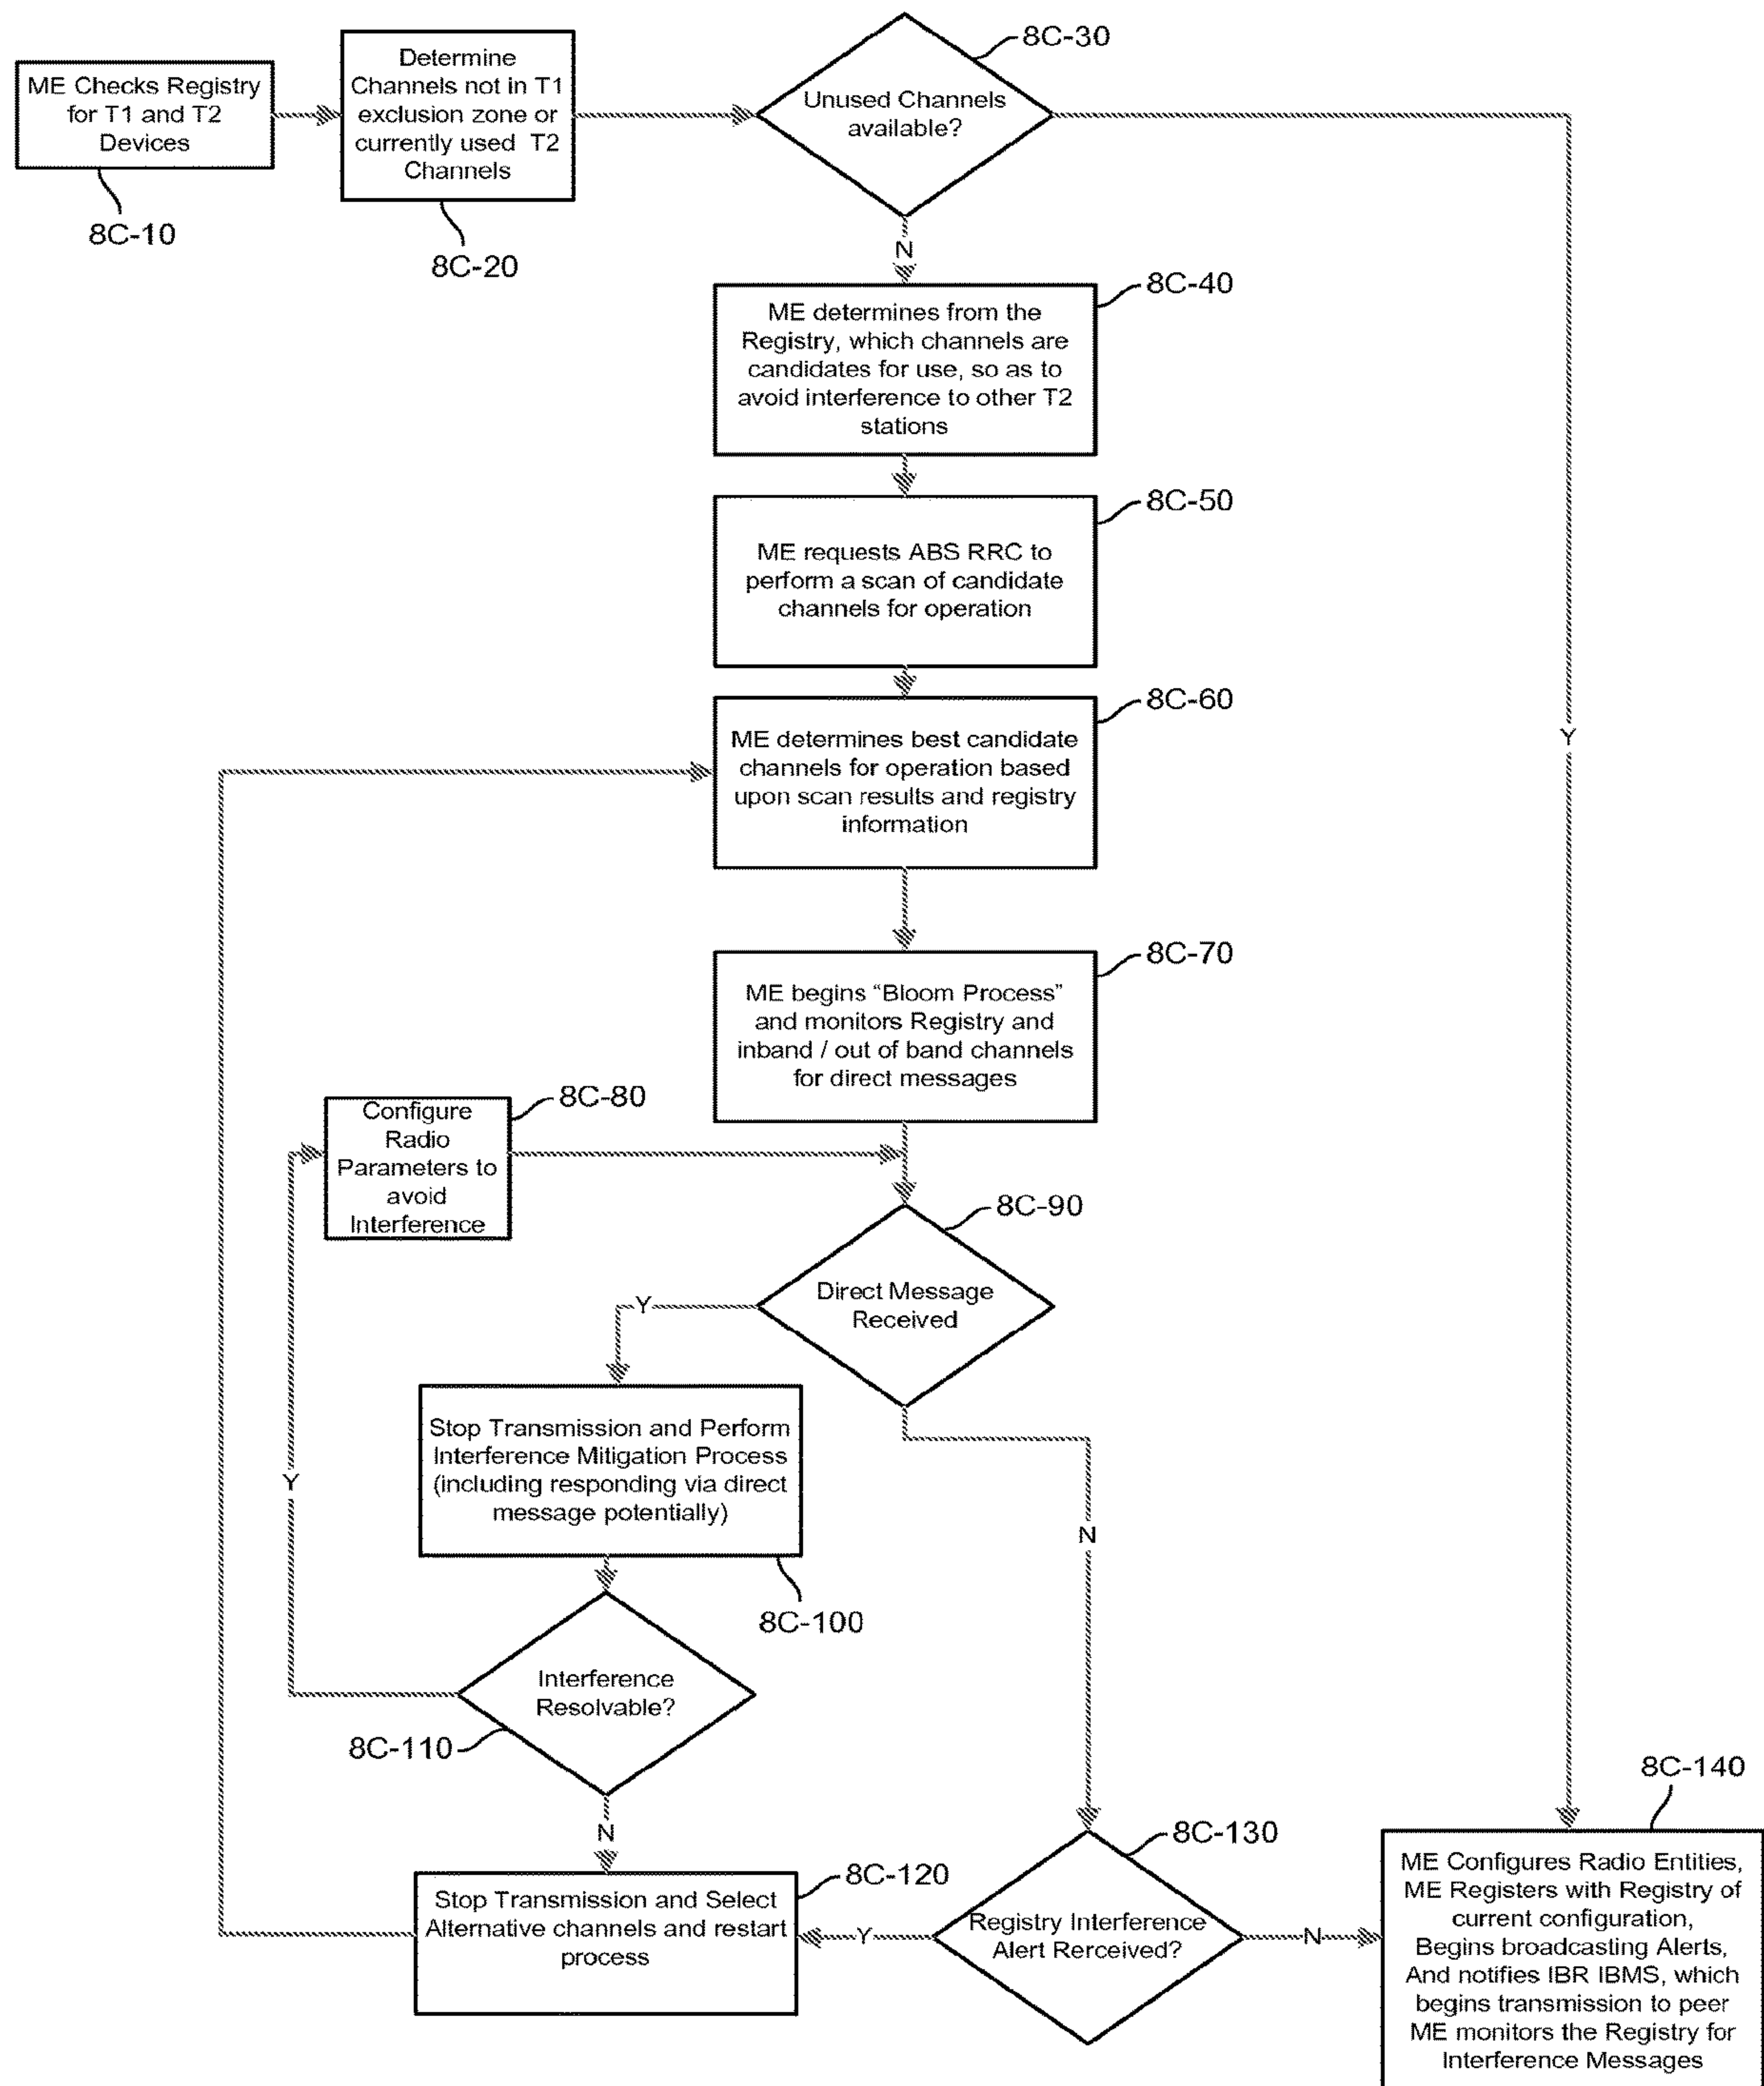 8C-30
ME Checks Registry
for T1 and T2
Devices
8C-10
Determine
Channels not in T1
exclusion zone or
currently used T2
Channels
8C-20
Unused Channels
available?
N
Y
8C-40
ME determines from the
Registry, which channels are
candidates for use, so as to
avoid interference to other T2
stations
8C-50
ME requests ABS RRC to
perform a scan of candidate
channels for operation
8C-60
ME determines best candidate
channels for operation based
upon scan results and registry
information
8C-70
ME begins “Bloom Process”
and monitors Registry and
inband / out of band channels
for direct messages
8C-80
Configure
Radio
Parameters to
avoid
Interference
8C-90
Direct Message
Received
Y
N
Stop Transmission and Perform
Interference Mitigation Process
(including responding via direct
message potentially)
8C-100
Y
Interference
Resolvable?
8C-110
N
8C-120
Stop Transmission and Select
Alternative channels and restart
process
8C-130
Registry Interference
Alert Rerceived?
Y
N
8C-140
ME Configures Radio Entities,
ME Registers with Registry of
current configuration,
Begins broadcasting Alerts,
And notifies IBR IBMS, which
begins transmission to peer
ME monitors the Registry for
Interference Messages